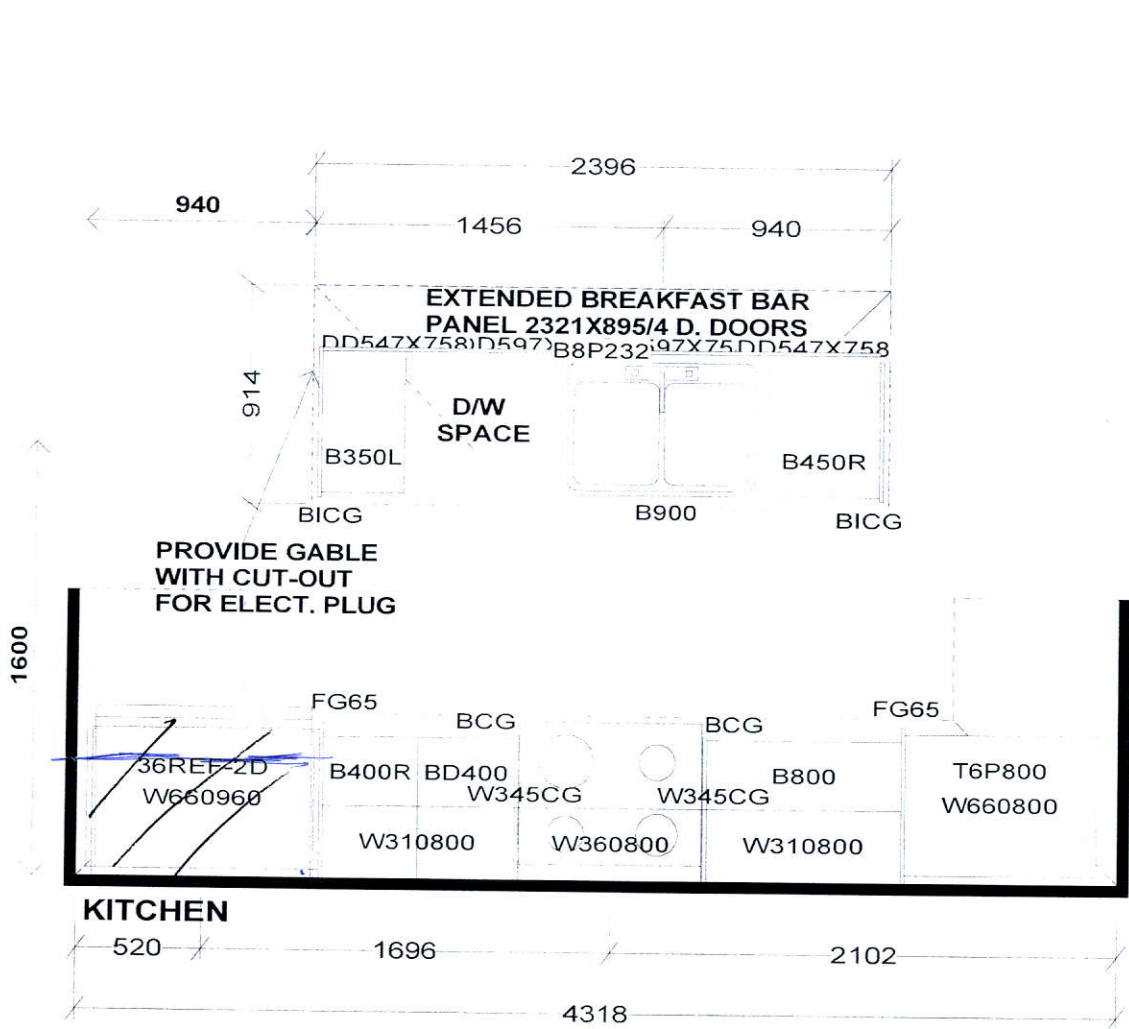 2396
940
1456
940
EXTENDED BREAKFAST BAR
PANEL 2321X895/4 D. DOORS
DD547X758 B8P232 DD547X758
914
D/W
SPACE
B350L
B450R
BICG
B900
BICG
PROVIDE GABLE
WITH CUT-OUT
FOR ELECT. PLUG
1600
FG65
BCG
BCG
FG65
36REF-2D
W660960
B400R
BD400
W345CG
W345CG
B800
T6P800
W660800
W310800
W360800
W310800
KITCHEN
520
1696
2102
4318